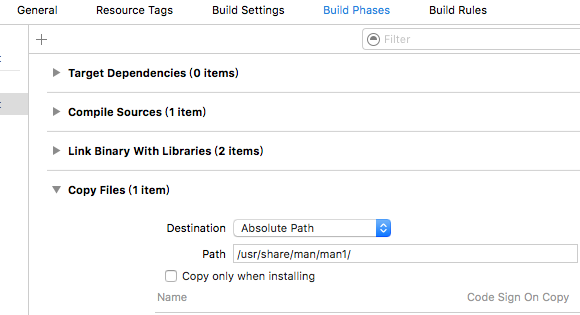 General Resource Tags Build Settings Build Phases Build Rules
Filter
Target Dependencies (0 items)
Compile Sources (1 item)
Link Binary With Libraries (2 items)
Copy Files (1 item)
Destination Absolute Path
Path /usr/share/man/man1/
Copy only when installing
Name Code Sign On Copy